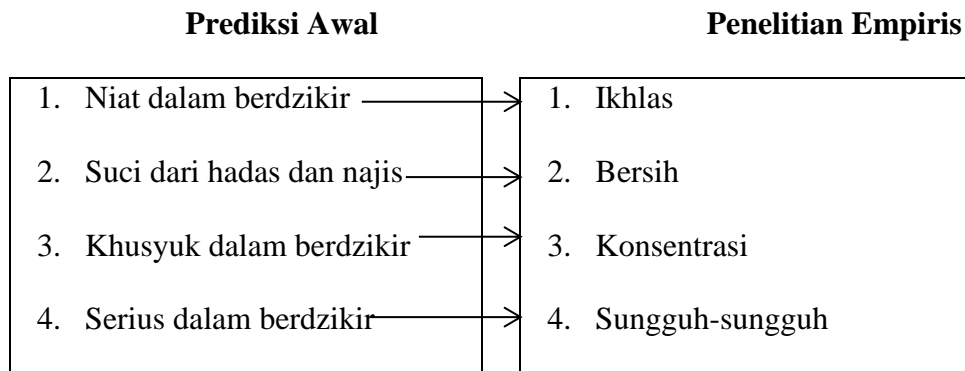 Prediksi Awal
Penelitian Empiris
1. Niat dalam berdzikir
2. Suci dari hadas dan najis
3. Khusyuk dalam berdzikir
4. Serius dalam berdzikir
1. Ikhlas
2. Bersih
3. Konsentrasi
4. Sungguh-sungguh